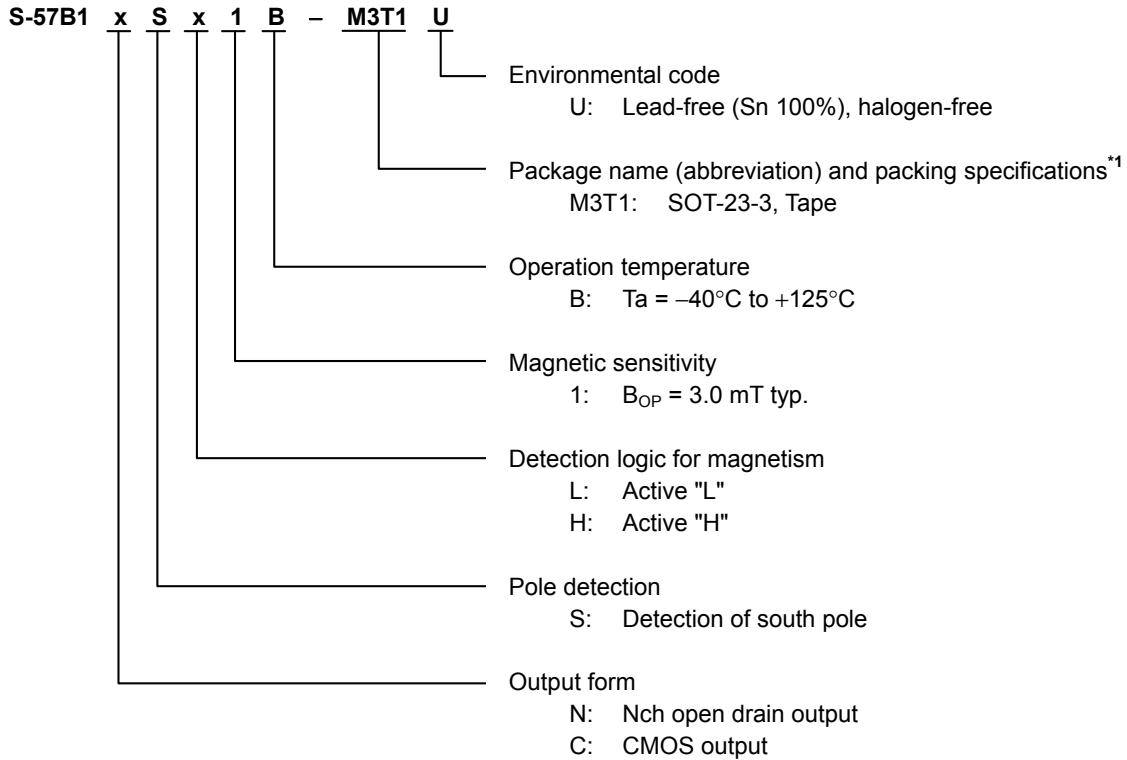 S-57B1 x S x 1 B – M3T1 U
Environmental code
U: Lead-free (Sn 100%), halogen-free
Package name (abbreviation) and packing specifications*1
M3T1: SOT-23-3, Tape
Operation temperature
B: Ta = −40°C to +125°C
Magnetic sensitivity
1: BOP = 3.0 mT typ.
Detection logic for magnetism
L: Active "L"
H: Active "H"
Pole detection
S: Detection of south pole
Output form
N: Nch open drain output
C: CMOS output